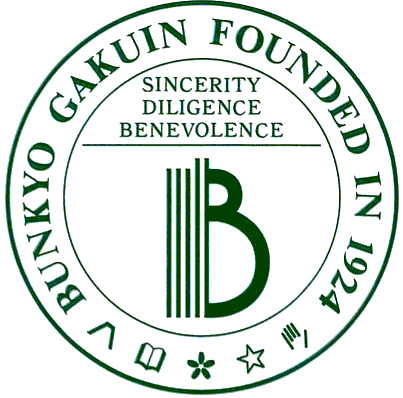 BUNKYO GAKUIN FOUNDED IN 1924
SINCERITY
DILIGENCE
BENEVOLENCE
B